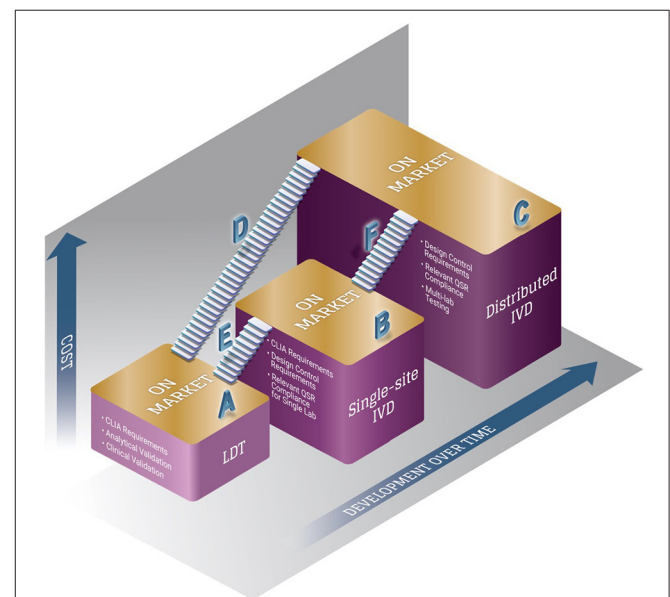 COST
DEVELOPMENT OVER TIME
D
E
F
ON
MARKET
A
• CLIA Requirements
• Analytical Validation
• Clinical Validation
LDT
ON
MARKET
B
• CLIA Requirements
• Design Control
Requirements
• Relevant QSR
Compliance
for Single Lab
Single-site
IVD
ON
MARKET
C
• Design Control
Requirements
• Relevant QSR
Compliance
• Multi-lab
Testing
Distributed
IVD